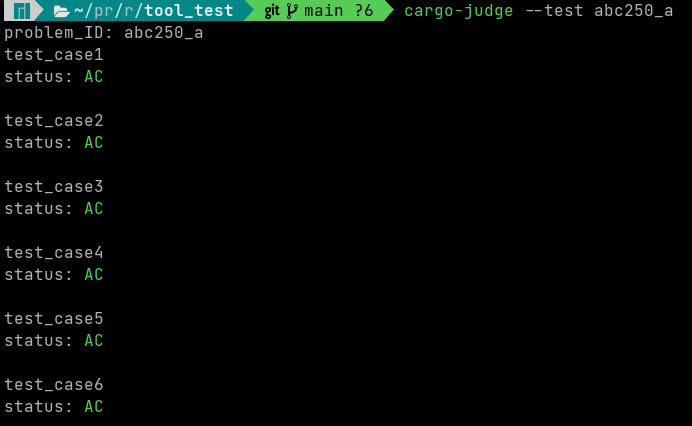 ~/pr/r/tool_test git main ?6 cargo-judge --test abc250_a
problem_ID: abc250_a
test_case1
status: AC
test_case2
status: AC
test_case3
status: AC
test_case4
status: AC
test_case5
status: AC
test_case6
status: AC